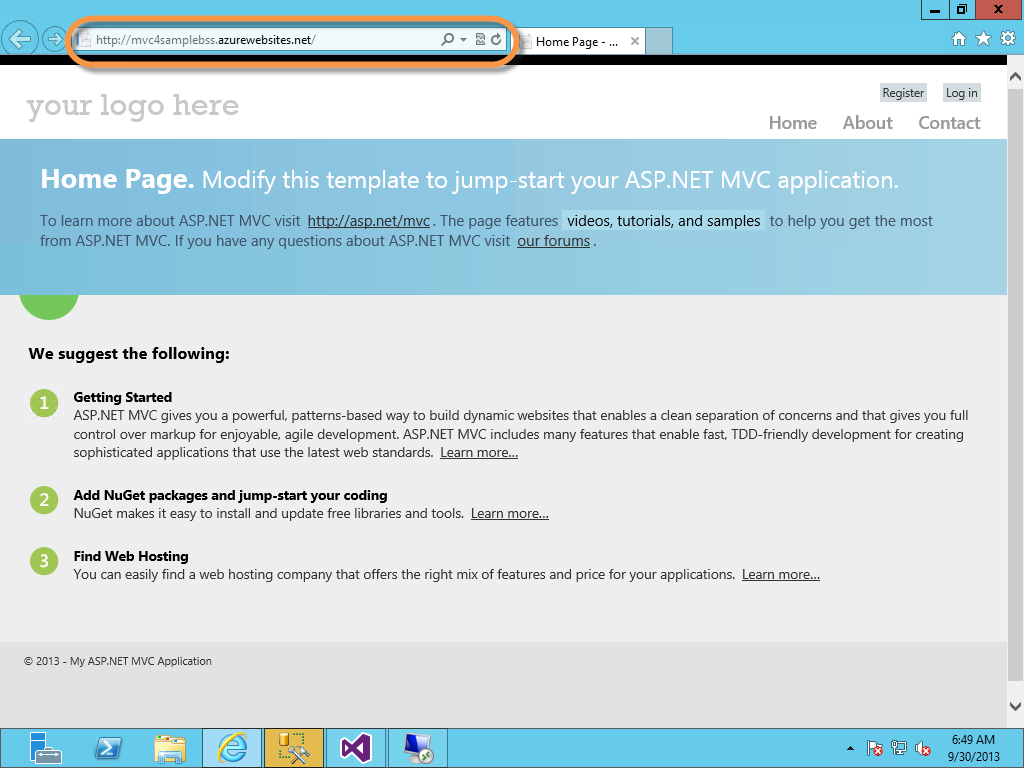 http://mvc4samplebss.azurewebsites.net/
Home Page - ...
Register Log in
your logo here
Home About Contact
Home Page. Modify this template to jump-start your ASP.NET MVC application.
To learn more about ASP.NET MVC visit http://asp.net/mvc. The page features videos, tutorials, and samples to help you get the most
from ASP.NET MVC. If you have any questions about ASP.NET MVC visit our forums.
We suggest the following:
1 Getting Started
ASP.NET MVC gives you a powerful, patterns-based way to build dynamic websites that enables a clean separation of concerns and that gives you full
control over markup for enjoyable, agile development. ASP.NET MVC includes many features that enable fast, TDD-friendly development for creating
sophisticated applications that use the latest web standards. Learn more...
2 Add NuGet packages and jump-start your coding
NuGet makes it easy to install and update free libraries and tools. Learn more...
3 Find Web Hosting
You can easily find a web hosting company that offers the right mix of features and price for your applications. Learn more...
© 2013 - My ASP.NET MVC Application
6:49 AM
9/30/2013